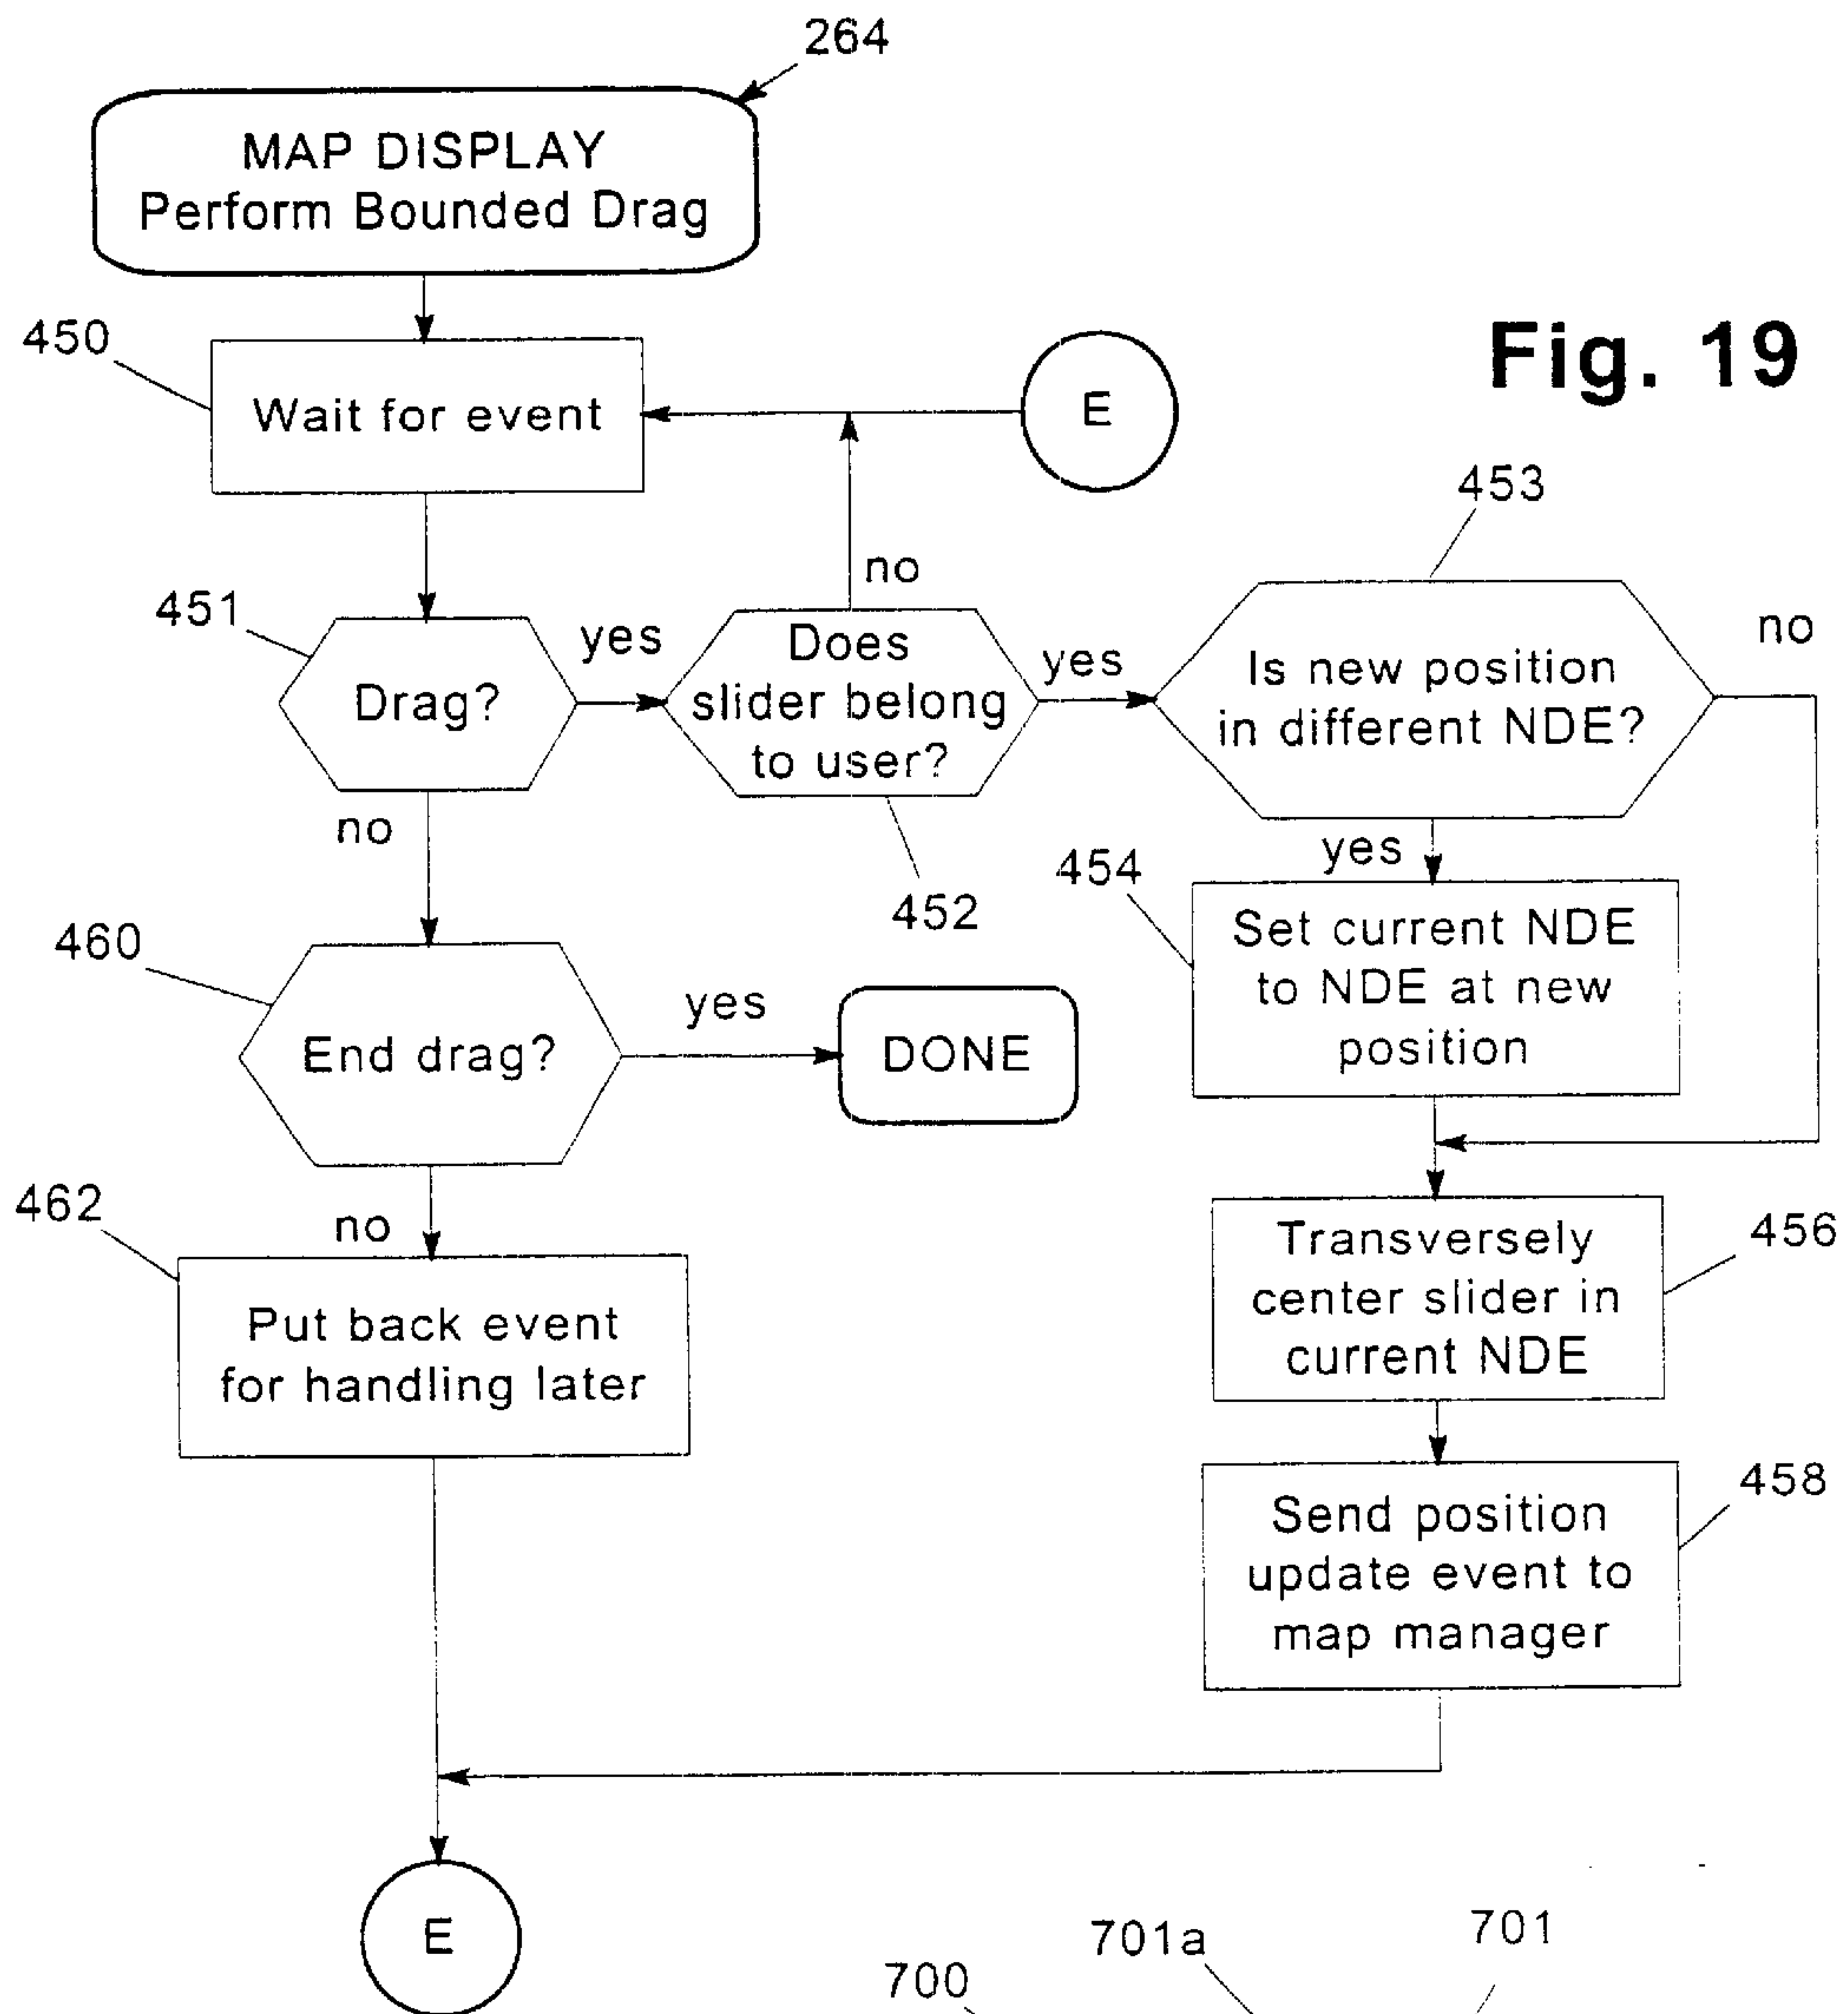 264
MAP DISPLAY
Perform Bounded Drag
Fig. 19
450
Wait for event
E
453
no
451
Drag?
yes
Does
slider belong
to user?
yes
Is new position
in different NDE?
no
no
452
yes
454
Set current NDE
to NDE at new
position
460
End drag?
yes
DONE
462
no
Put back event
for handling later
Transversely
center slider in
current NDE
456
Send position
update event to
map manager
458
E
700
701a
701